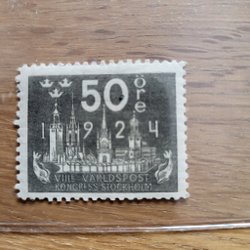 50 öre
1924
VIII: VÄRLDSPOST
KONGRESS STOCKHOLM